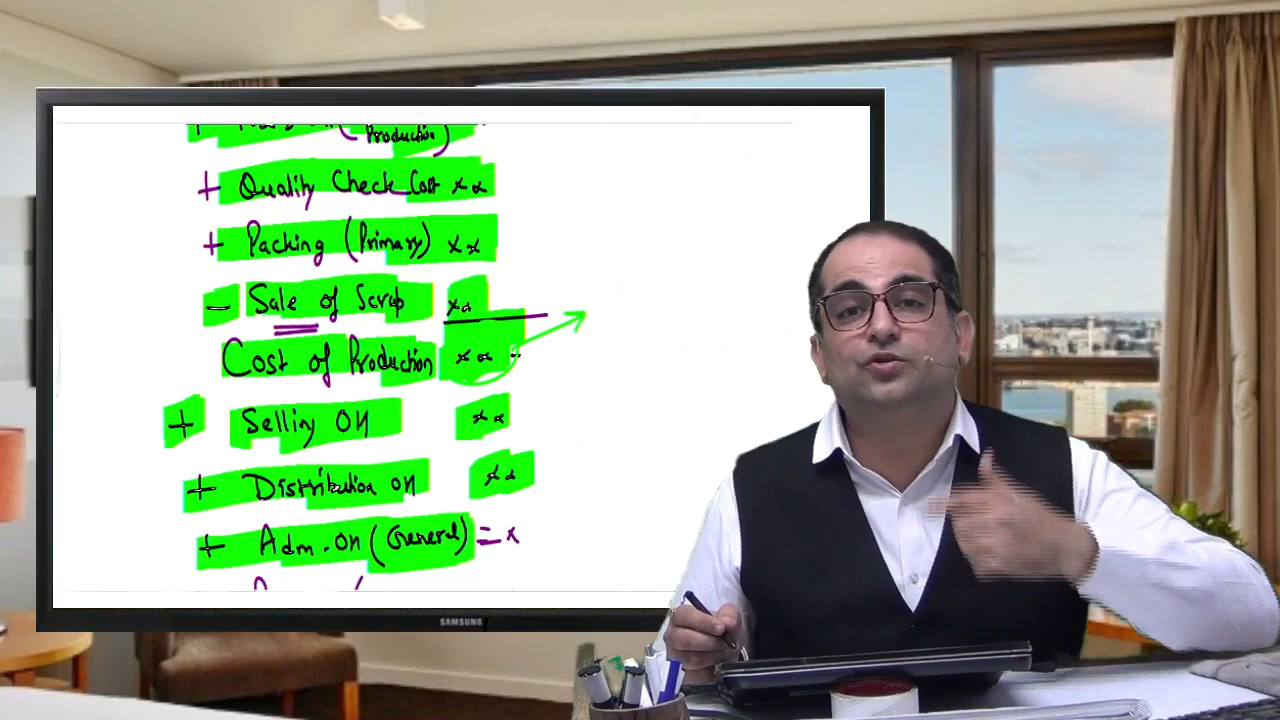 Production)
+ Quality Check Cost xx
+ Packing (Primary) xx
- Sale of Scrap xx
Cost of Production xx
+ Selling OH xx
+ Distribution OH xx
+ Adm. OH (General) = x
SAMSUNG